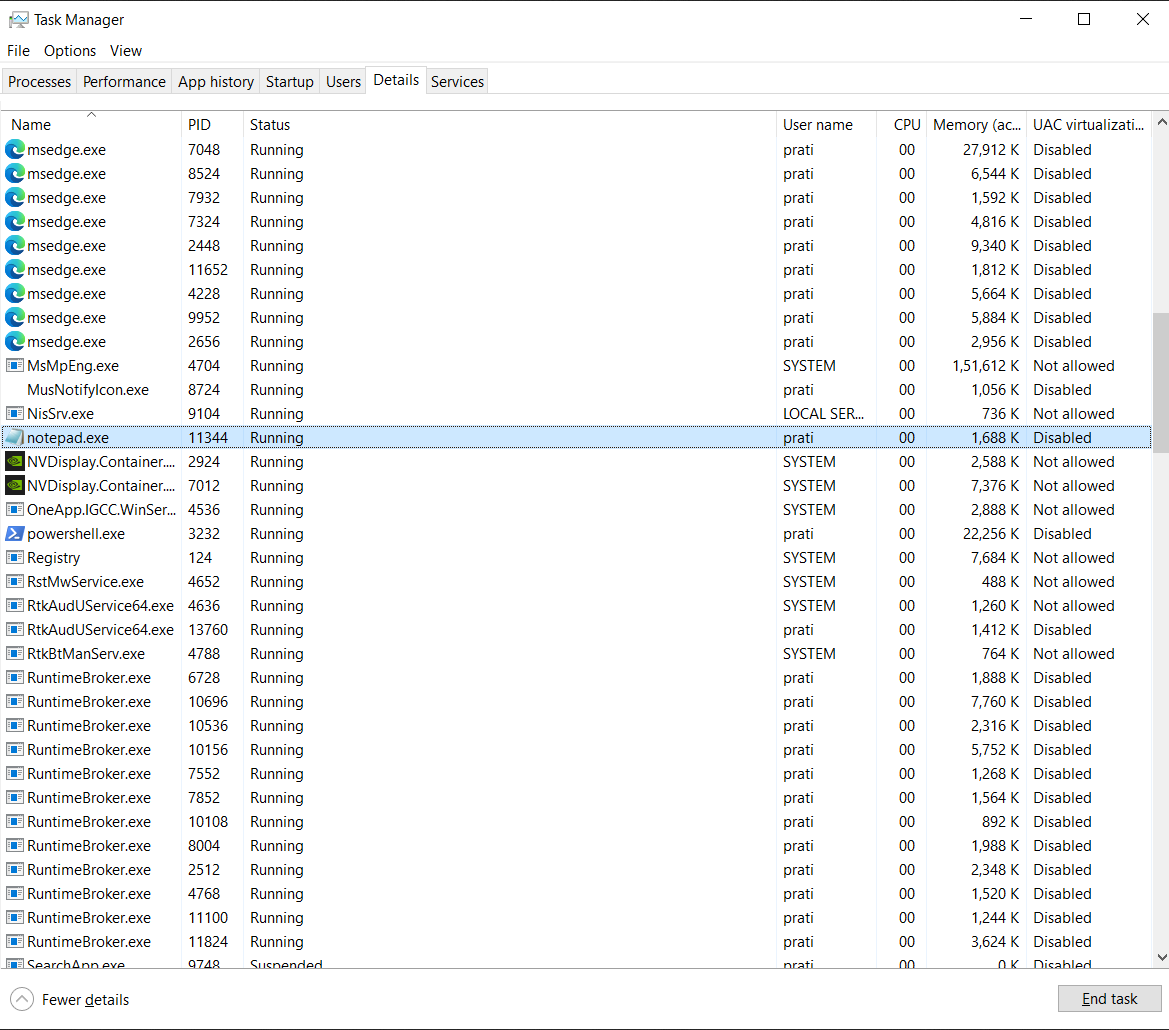 Task Manager
File Options View
Processes Performance App history Startup Users Details Services
Name PID Status User name CPU Memory (ac... UAC virtualizati...
msedge.exe 7048 Running prati 00 27,912 K Disabled
msedge.exe 8524 Running prati 00 6,544 K Disabled
msedge.exe 7932 Running prati 00 1,592 K Disabled
msedge.exe 7324 Running prati 00 4,816 K Disabled
msedge.exe 2448 Running prati 00 9,340 K Disabled
msedge.exe 11652 Running prati 00 1,812 K Disabled
msedge.exe 4228 Running prati 00 5,664 K Disabled
msedge.exe 9952 Running prati 00 5,884 K Disabled
msedge.exe 2656 Running prati 00 2,956 K Disabled
MsMpEng.exe 4704 Running SYSTEM 00 1,51,612 K Not allowed
MusNotifyIcon.exe 8724 Running prati 00 1,056 K Disabled
NisSrv.exe 9104 Running LOCAL SER... 00 736 K Not allowed
notepad.exe 11344 Running prati 00 1,688 K Disabled
NVDisplay.Container.... 2924 Running SYSTEM 00 2,588 K Not allowed
NVDisplay.Container.... 7012 Running SYSTEM 00 7,376 K Not allowed
OneApp.IGCC.WinSer... 4536 Running SYSTEM 00 2,888 K Not allowed
powershell.exe 3232 Running prati 00 22,256 K Disabled
Registry 124 Running SYSTEM 00 7,684 K Not allowed
RstMwService.exe 4652 Running SYSTEM 00 488 K Not allowed
RtkAudUService64.exe 4636 Running SYSTEM 00 1,260 K Not allowed
RtkAudUService64.exe 13760 Running prati 00 1,412 K Disabled
RtkBtManServ.exe 4788 Running SYSTEM 00 764 K Not allowed
RuntimeBroker.exe 6728 Running prati 00 1,888 K Disabled
RuntimeBroker.exe 10696 Running prati 00 7,760 K Disabled
RuntimeBroker.exe 10536 Running prati 00 2,316 K Disabled
RuntimeBroker.exe 10156 Running prati 00 5,752 K Disabled
RuntimeBroker.exe 7552 Running prati 00 1,268 K Disabled
RuntimeBroker.exe 7852 Running prati 00 1,564 K Disabled
RuntimeBroker.exe 10108 Running prati 00 892 K Disabled
RuntimeBroker.exe 8004 Running prati 00 1,988 K Disabled
RuntimeBroker.exe 2512 Running prati 00 2,348 K Disabled
RuntimeBroker.exe 4768 Running prati 00 1,520 K Disabled
RuntimeBroker.exe 11100 Running prati 00 1,244 K Disabled
RuntimeBroker.exe 11824 Running prati 00 3,624 K Disabled
SearchApp.exe 9748 Suspended prati 00 0 K Disabled
Fewer details End task